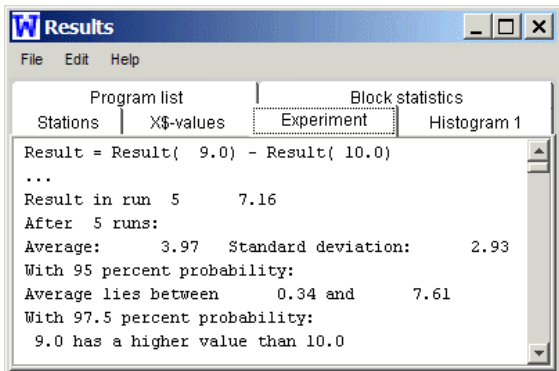 W Results
File Edit Help
Program list Block statistics
Stations X$-values Experiment Histogram 1
Result = Result( 9.0) - Result( 10.0)
...
Result in run 5 7.16
After 5 runs:
Average: 3.97 Standard deviation: 2.93
With 95 percent probability:
Average lies between 0.34 and 7.61
With 97.5 percent probability:
9.0 has a higher value than 10.0